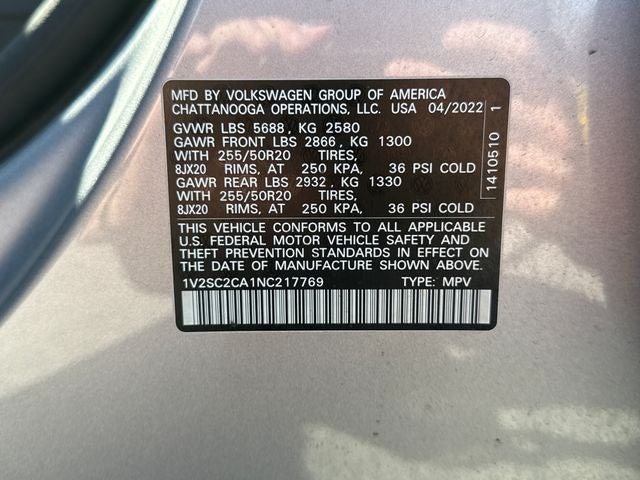 MFD BY VOLKSWAGEN GROUP OF AMERICA
CHATTANOOGA OPERATIONS, LLC. USA 04/2022
GVWR LBS 5688, KG 2580
GAWR FRONT LBS 2866, KG 1300
WITH 255/50R20 TIRES,
8JX20 RIMS, AT 250 KPA, 36 PSI COLD
GAWR REAR LBS 2932, KG 1330
WITH 255/50R20 TIRES,
8JX20 RIMS, AT 250 KPA, 36 PSI COLD
THIS VEHICLE CONFORMS TO ALL APPLICABLE
U.S. FEDERAL MOTOR VEHICLE SAFETY AND
THEFT PREVENTION STANDARDS IN EFFECT ON
THE DATE OF MANUFACTURE SHOWN ABOVE.
1V2SC2CA1NC217769 TYPE: MPV
1410510 1